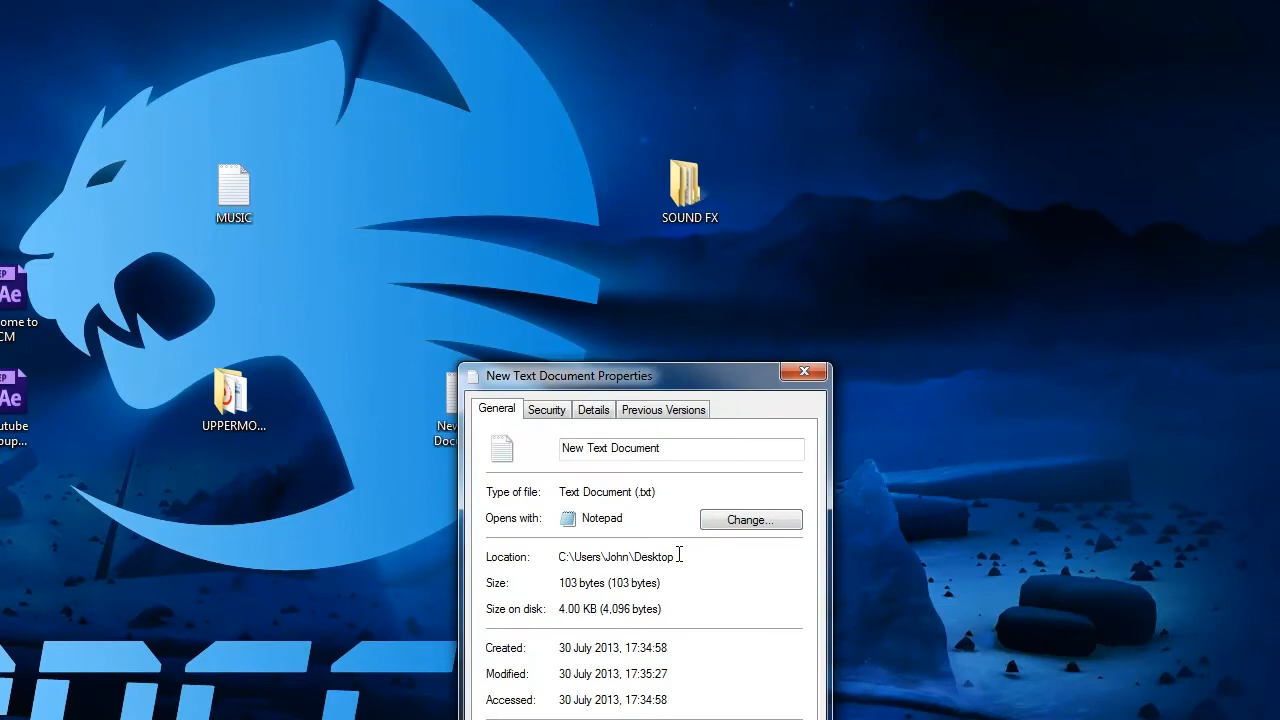 MUSIC
SOUND FX
Ae
ome to
CM
UPPERMO...
Ae
utube
oup...
New Text Document Properties
General
Security
Details
Previous Versions
New Text Document
Type of file: Text Document (.txt)
Opens with: Notepad
Change...
Location: C:\Users\John\Desktop
Size: 103 bytes (103 bytes)
Size on disk: 4.00 KB (4,096 bytes)
Created: 30 July 2013, 17:34:58
Modified: 30 July 2013, 17:35:27
Accessed: 30 July 2013, 17:34:58